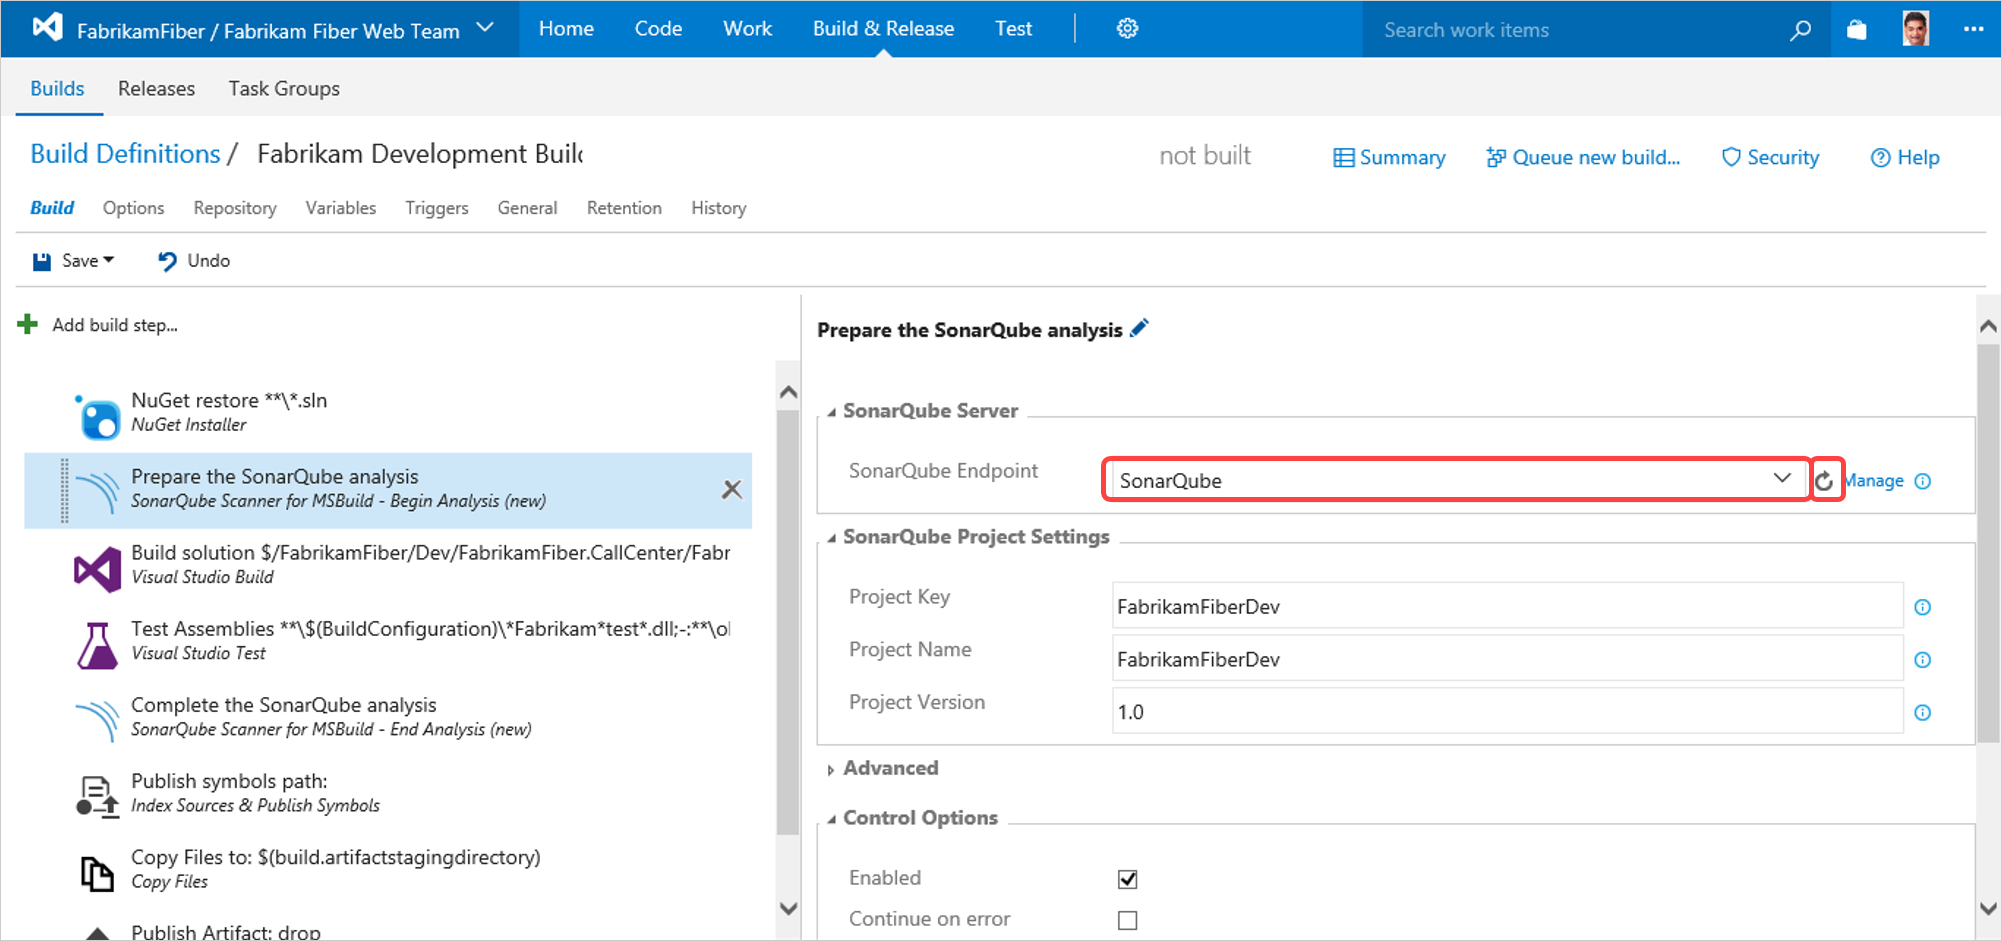 FabrikamFiber / Fabrikam Fiber Web Team
Home Code Work Build & Release Test
Search work items
Builds Releases Task Groups
Build Definitions / Fabrikam Development Build
not built
Summary Queue new build... Security Help
Build Options Repository Variables Triggers General Retention History
Save Undo
Add build step...
NuGet restore **\*.sln
NuGet Installer
Prepare the SonarQube analysis
SonarQube Scanner for MSBuild - Begin Analysis (new)
Build solution $/FabrikamFiber/Dev/FabrikamFiber.CallCenter/Fabr
Visual Studio Build
Test Assemblies **\$(BuildConfiguration)\*Fabrikam*test*.dll;-:**\ol
Visual Studio Test
Complete the SonarQube analysis
SonarQube Scanner for MSBuild - End Analysis (new)
Publish symbols path:
Index Sources & Publish Symbols
Copy Files to: $(build.artifactstagingdirectory)
Copy Files
Publish Artifact: drop
Prepare the SonarQube analysis
SonarQube Server
SonarQube Endpoint SonarQube Manage
SonarQube Project Settings
Project Key FabrikamFiberDev
Project Name FabrikamFiberDev
Project Version 1.0
Advanced
Control Options
Enabled
Continue on error